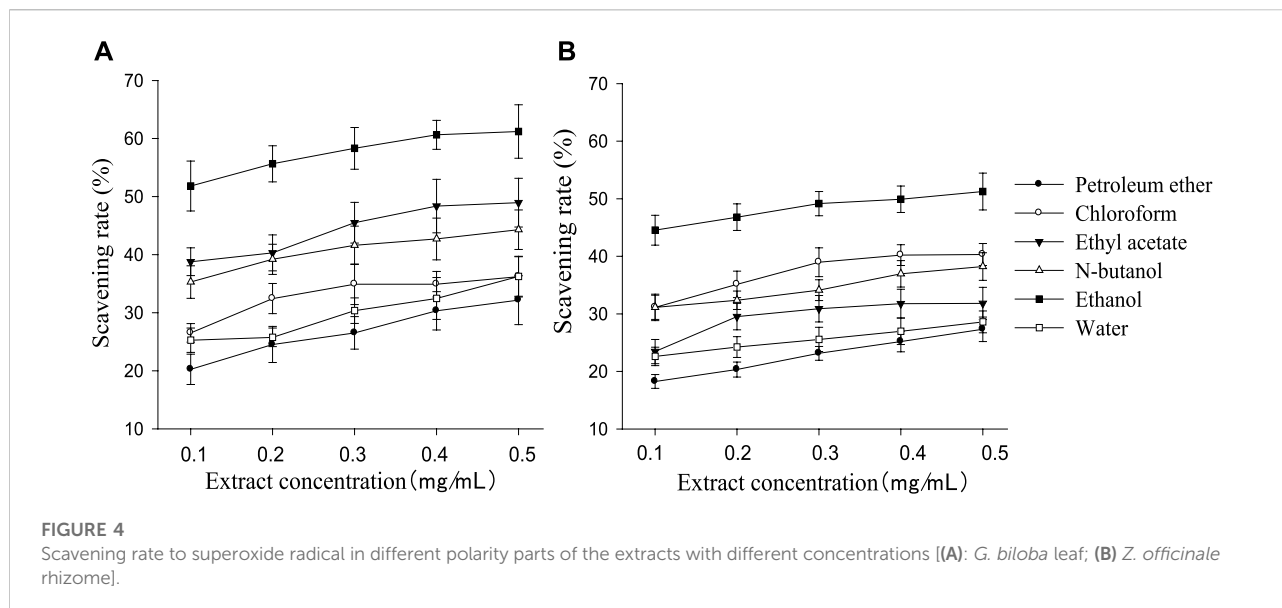 A
70
60
50
40
30
20
10
Scavening rate (%)
0.1 0.2 0.3 0.4 0.5
Extract concentration(mg/mL)
B
70
60
50
40
30
20
10
Scavening rate (%)
0.1 0.2 0.3 0.4 0.5
Extract concentration(mg/mL)
Petroleum ether
Chloroform
Ethyl acetate
N-butanol
Ethanol
Water
FIGURE 4
Scavening rate to superoxide radical in different polarity parts of the extracts with different concentrations [(A): G. biloba leaf; (B) Z. officinale
rhizome].